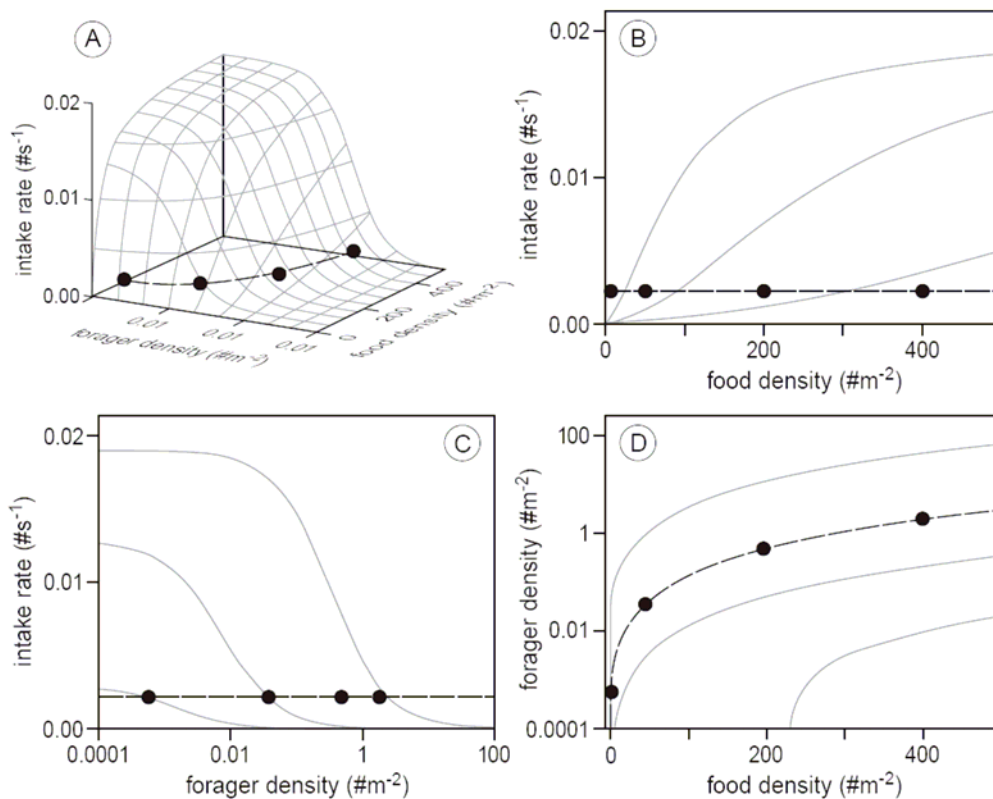 A
intake rate (#s-1)
0.02
0.01
0.00
0.01
0.01
0.01
forager density (#m-2)
0
200
400
food density (#m-2)
B
intake rate (#s-1)
0.02
0.01
0.00
0
200
400
food density (#m-2)
C
intake rate (#s-1)
0.02
0.01
0.00
0.0001
0.01
1
100
forager density (#m-2)
D
forager density (#m-2)
100
1
0.01
0.0001
0
200
400
food density (#m-2)